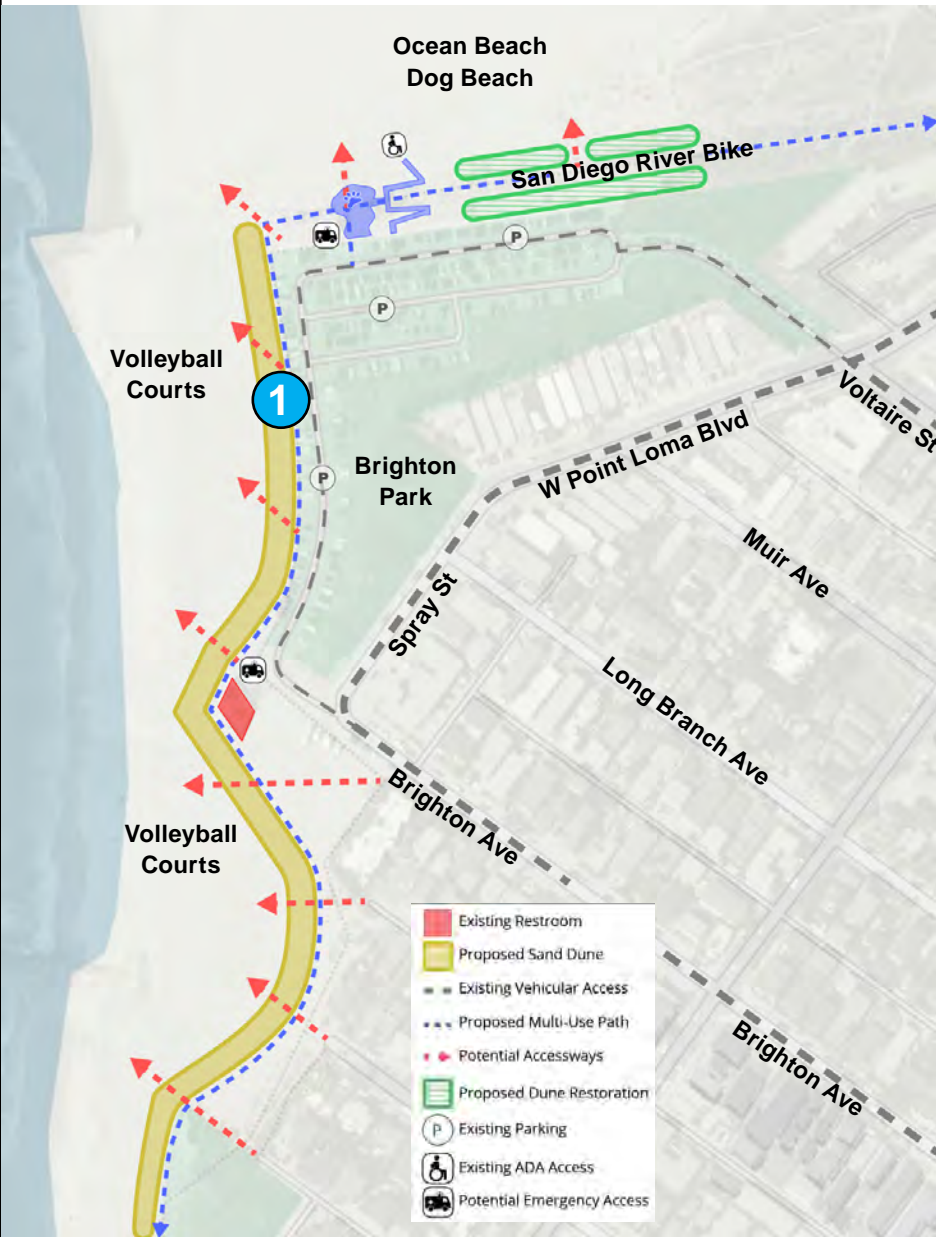 Ocean Beach
Dog Beach
San Diego River Bike
P
P
Volleyball
Courts
1
Voltaire St
W Point Loma Blvd
Brighton
Park
P
Muir Ave
Spray St
Long Branch Ave
Brighton Ave
Volleyball
Courts
Existing Restroom
Proposed Sand Dune
Existing Vehicular Access
Proposed Multi-Use Path
Potential Accessways
Proposed Dune Restoration
P Existing Parking
Existing ADA Access
Potential Emergency Access
Brighton Ave